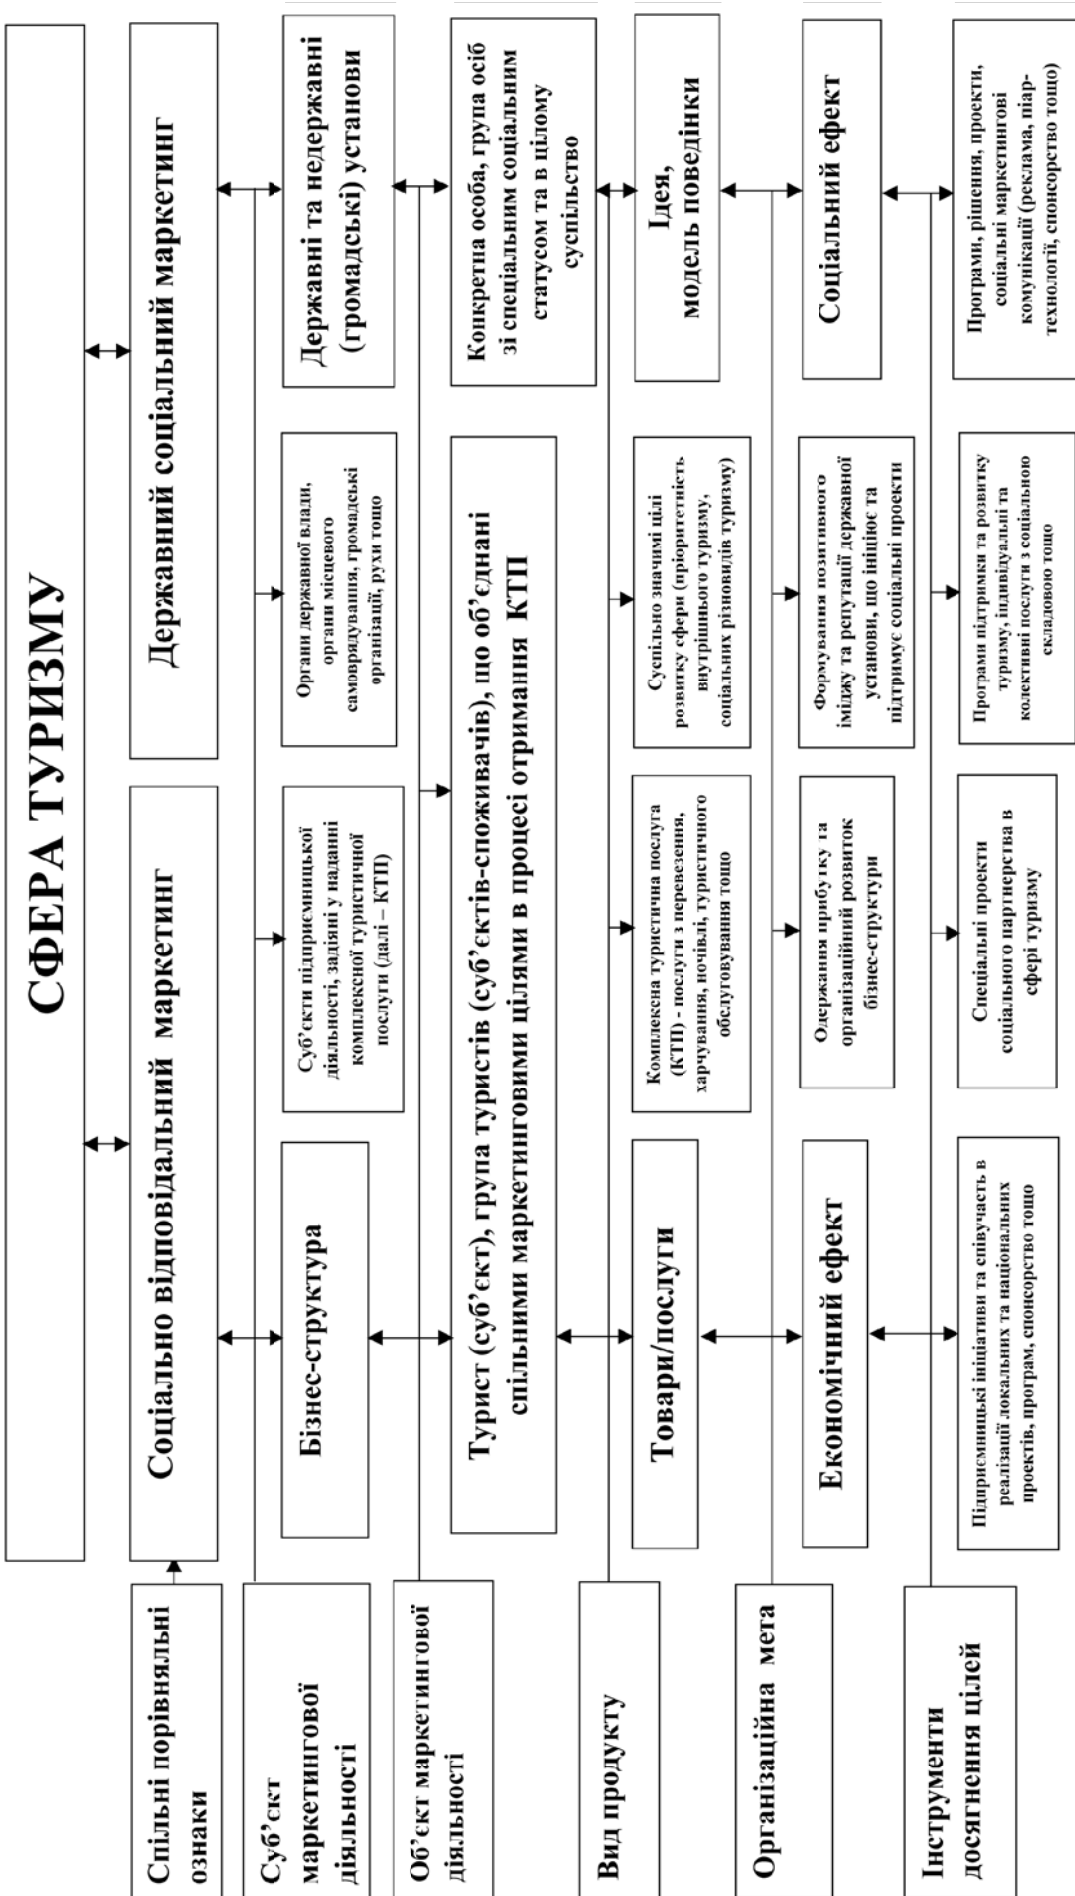 СФЕРА ТУРИЗМУ
Спільні порівняльні
ознаки
Соціально відповідальний маркетинг
Державний соціальний маркетинг
Суб’єкт
маркетингової
діяльності
Бізнес-структура
Суб’єкти підприємницької
діяльності, задіяні у наданні
комплексної туристичної
послуги (далі – КТП)
Органи державної влади,
органи місцевого
самоврядування, громадські
організації, рухи тощо
Державні та недержавні
(громадські) установи
Об’єкт маркетингової
діяльності
Турист (суб’єкт), група туристів (суб’єктів-споживачів), що об’єднані
спільними маркетинговими цілями в процесі отримання КТП
Конкретна особа, група осіб
зі спеціальним соціальним
статусом та в цілому
суспільство
Вид продукту
Товари/послуги
Комплексна туристична послуга
(КТП) - послуги з перевезення,
харчування, ночівлі, туристичного
обслуговування тощо
Суспільно значимі цілі
розвитку сфери (пріоритетність
внутрішнього туризму,
соціальних різновидів туризму)
Ідея,
модель поведінки
Організаційна мета
Економічний ефект
Одержання прибутку та
організаційний розвиток
бізнес-структури
Формування позитивного
іміджу та репутації державної
установи, що ініціює та
підтримує соціальні проекти
Соціальний ефект
Інструменти
досягнення цілей
Підприємницькі ініціативи та співучасть в
реалізації локальних та національних
проектів, програм, спонсорство тощо
Спеціальні проекти
соціального партнерства в
сфері туризму
Програми підтримки та розвитку
туризму, індивідуальні та
колективні послуги з соціальною
складовою тощо
Програми, рішення, проекти,
соціальні маркетингові
комунікації (реклама, піар-
технології, спонсорство тощо)